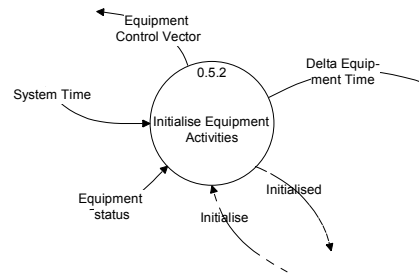 Equipment
Control Vector
0.5.2
Delta Equip-
ment Time
System Time
Initialise Equipment
Activities
Equipment
status
Initialised
Initialise